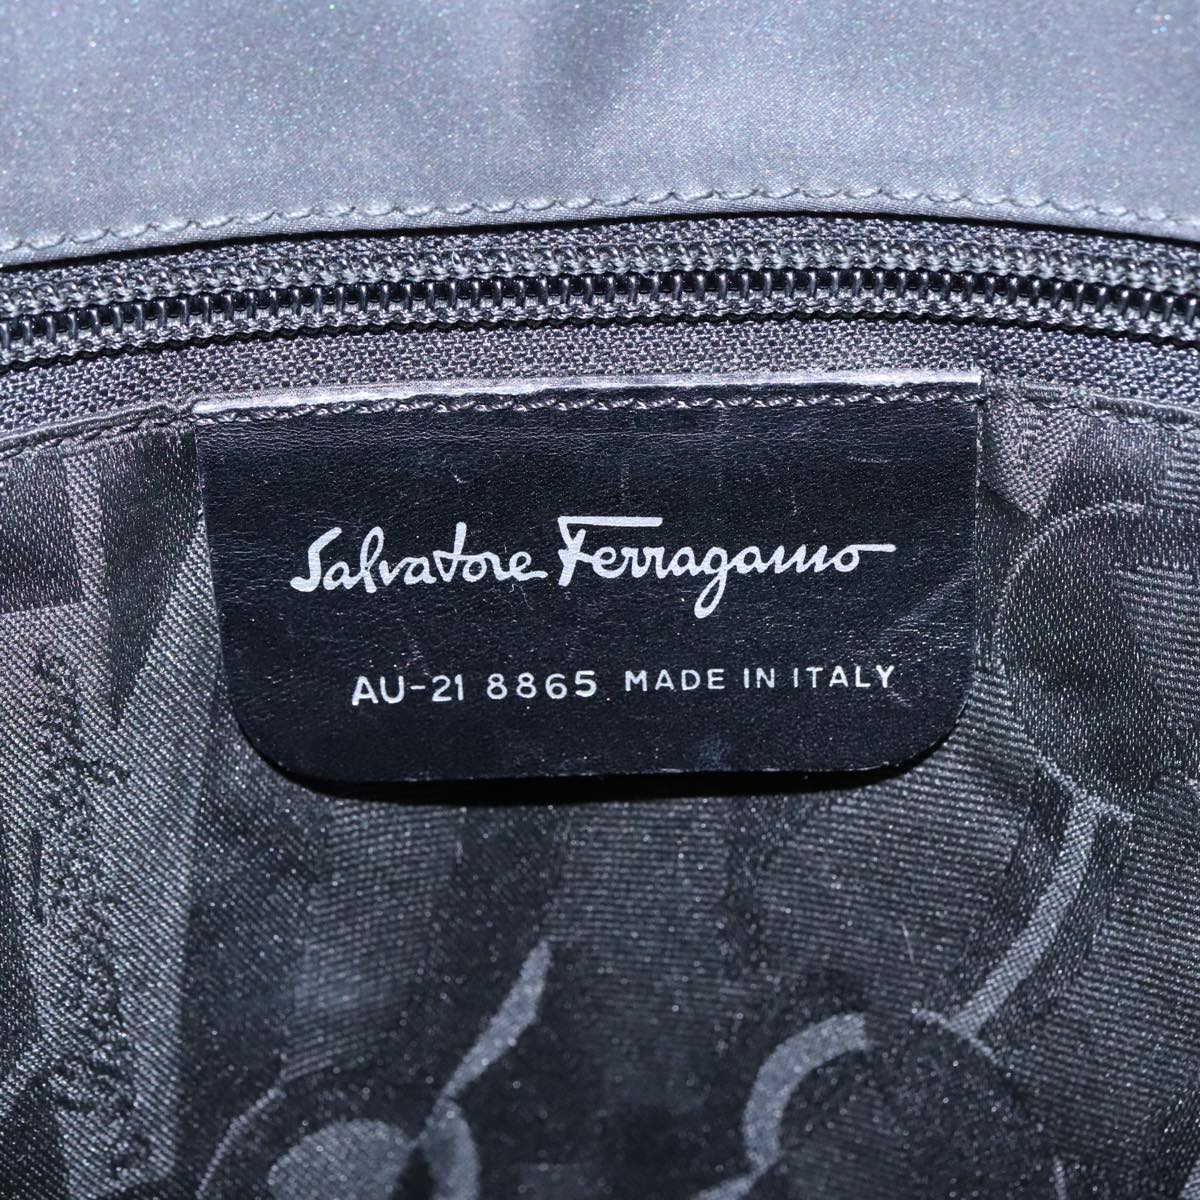 Salvatore Ferragamo
AU-21 8865 MADE IN ITALY